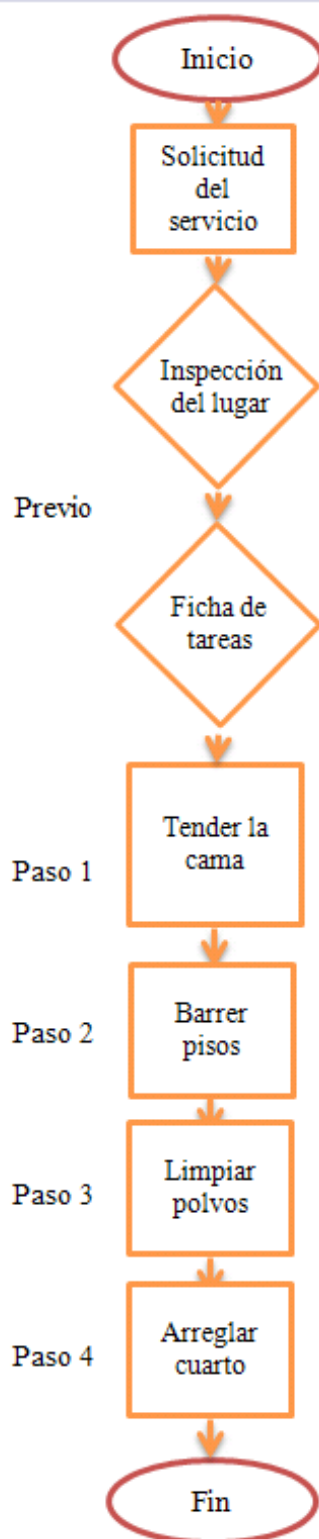 Inicio
Solicitud
del
servicio
Inspección
del lugar
Previo
Ficha de
tareas
Tender la
cama
Paso 1
Barrer
pisos
Paso 2
Limpiar
polvos
Paso 3
Arreglar
cuarto
Paso 4
Fin